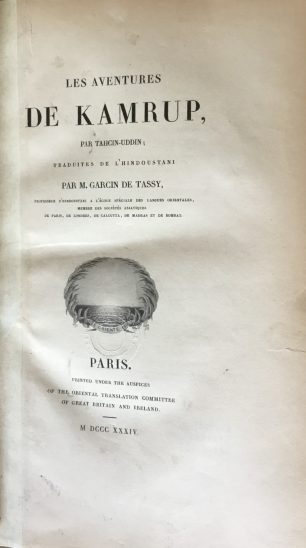 LES AVENTURES
DE KAMRUP,
PAR TAHCIN-UDDIN;
TRADUITES DE L'HINDOUSTANI
PAR M. GARCIN DE TASSY,
PROFESSEUR D'HINDOUSTANI A L'ÉCOLE SPÉCIALE DES LANGUES ORIENTALES,
MEMBRE DES SOCIÉTÉS ASIATIQUES
DE PARIS, DE LONDRES, DE CALCUTTA, DE MADRAS ET DE BOMBAY.
PARIS.
PRINTED UNDER THE AUSPICES
OF THE ORIENTAL TRANSLATION COMMITTEE
OF GREAT BRITAIN AND IRELAND.
M DCCC XXXIV.